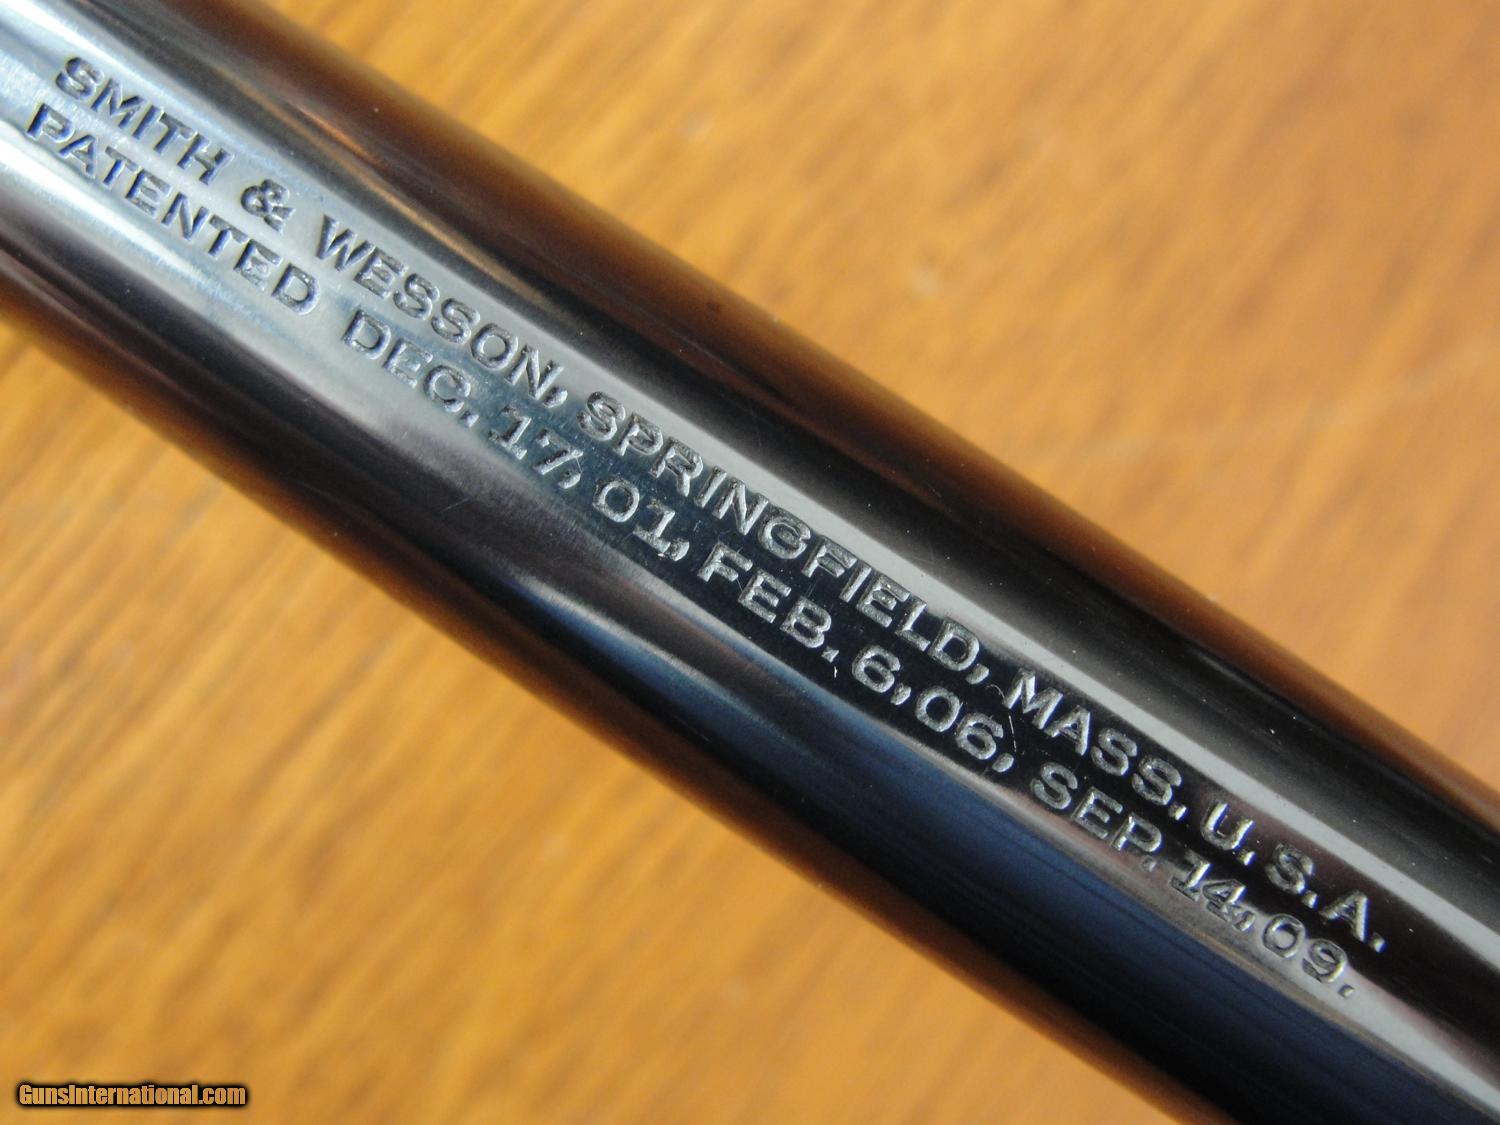 SMITH & WESSON, SPRINGFIELD, MASS. U.S.A.
PATENTED DEC. 17, 01, FEB. 6, 06, SEP. 14, 09.
GunsInternational.com